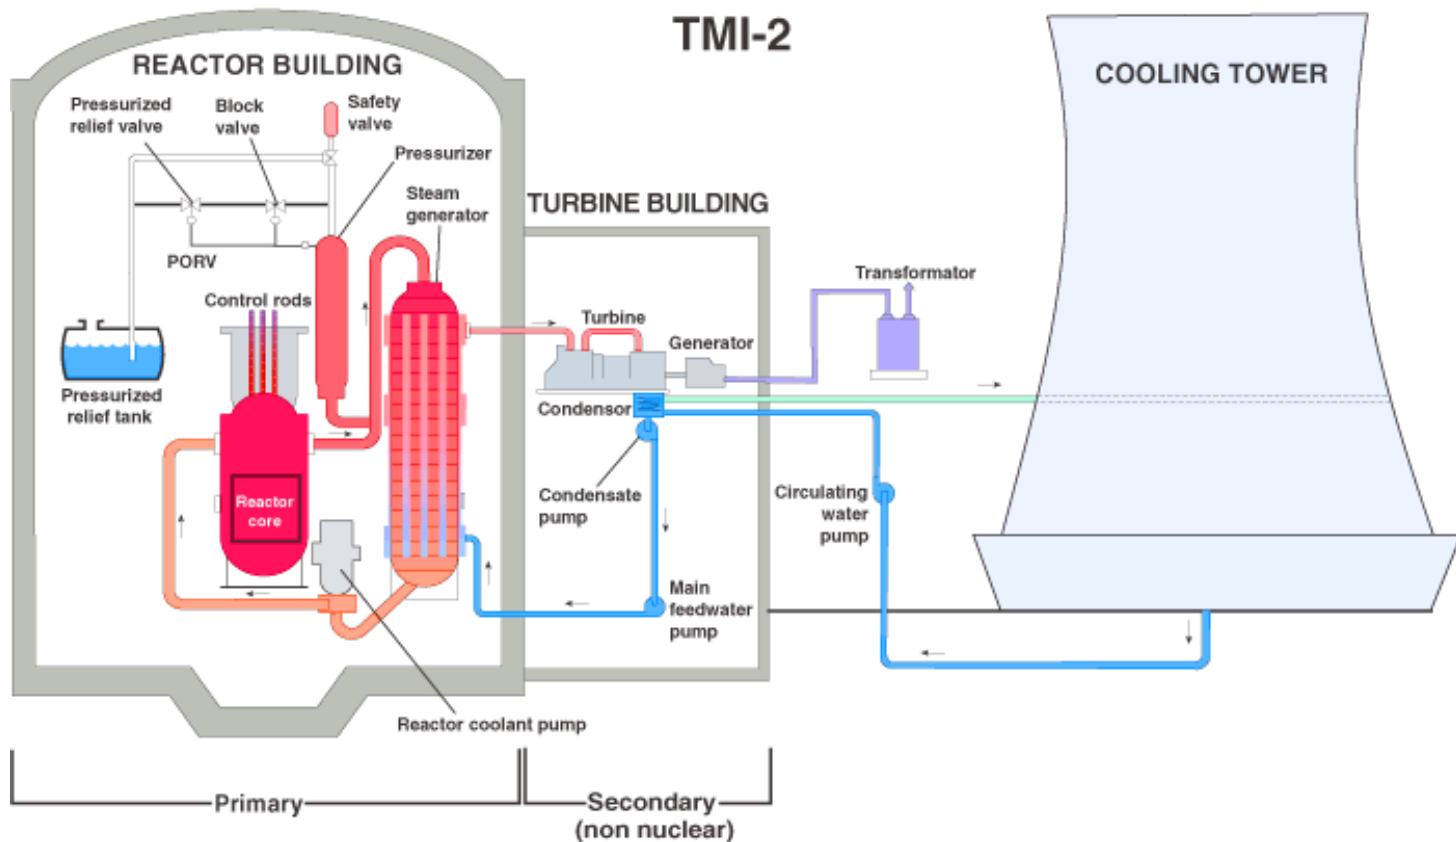 TMI-2
REACTOR BUILDING
COOLING TOWER
Pressurized
relief valve
Block
valve
Safety
valve
Pressurizer
Steam
generator
TURBINE BUILDING
PORV
Control rods
Transformator
Turbine
Generator
Pressurized
relief tank
Condensor
Reactor
core
Condensate
pump
Circulating
water
pump
Main
feedwater
pump
Reactor coolant pump
Primary
Secondary
(non nuclear)